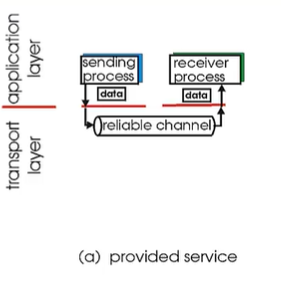 application
layer
transport
layer
sending
process
data
receiver
process
data
reliable channel
(a) provided service